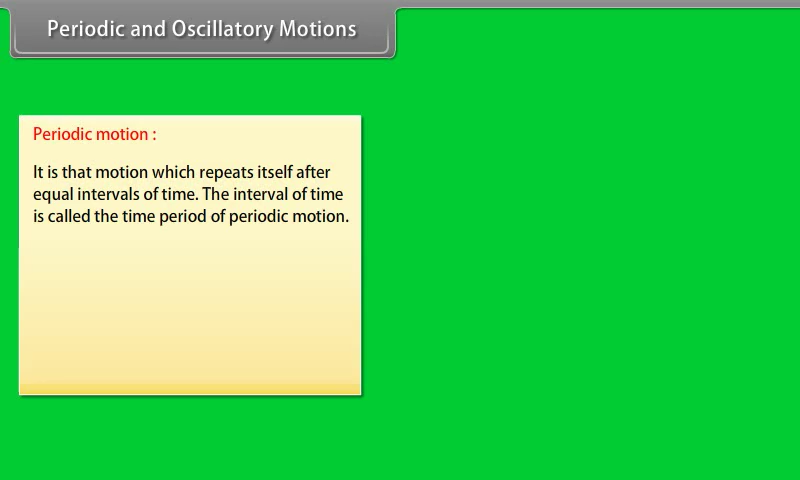 Periodic and Oscillatory Motions
Periodic motion :
It is that motion which repeats itself after
equal intervals of time. The interval of time
is called the time period of periodic motion.